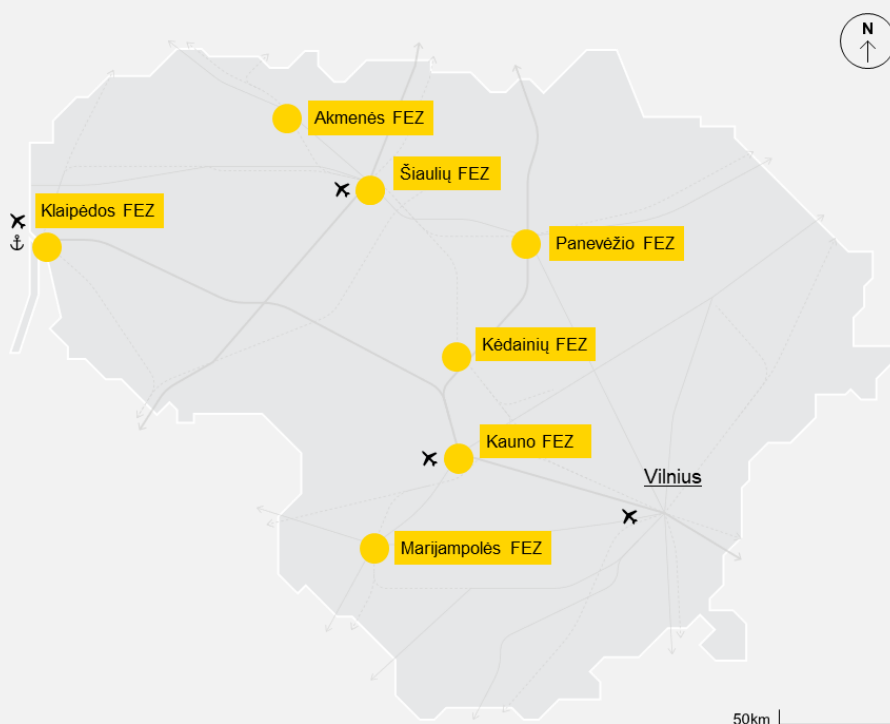 N
Akmenės FEZ
Šiaulių FEZ
Klaipėdos FEZ
Panevėžio FEZ
Kėdainių FEZ
Kauno FEZ
Vilnius
Marijampolės FEZ
50km